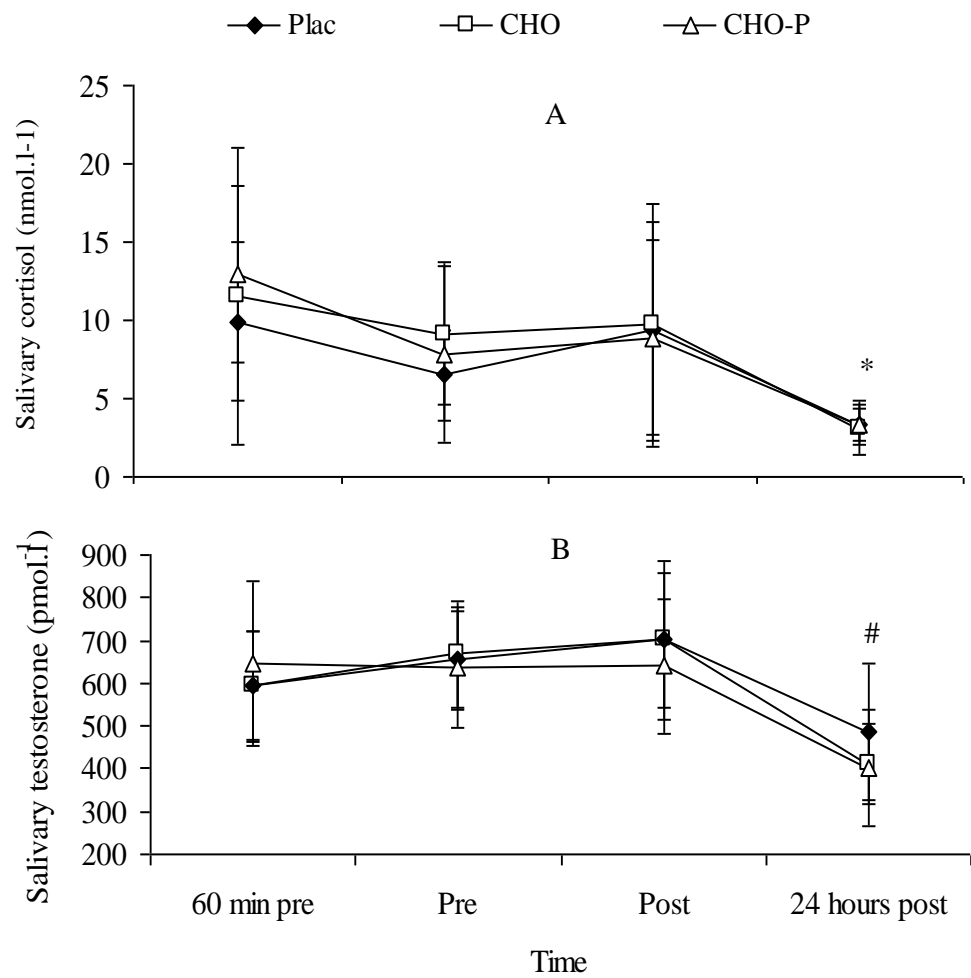 Plac CHO CHO-P
A
Salivary cortisol (nmol.l-1)
25
20
15
10
5
0
*
B
Salivary testosterone (pmol.l-1)
900
800
700
600
500
400
300
200
#
60 min pre Pre Post 24 hours post
Time